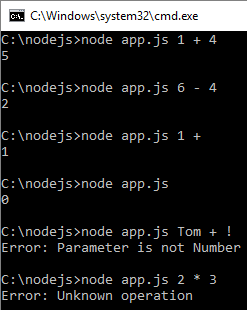 C:\Windows\system32\cmd.exe
C:\nodejs>node app.js 1 + 4
5
C:\nodejs>node app.js 6 - 4
2
C:\nodejs>node app.js 1 +
1
C:\nodejs>node app.js
0
C:\nodejs>node app.js Tom + !
Error: Parameter is not Number
C:\nodejs>node app.js 2 * 3
Error: Unknown operation